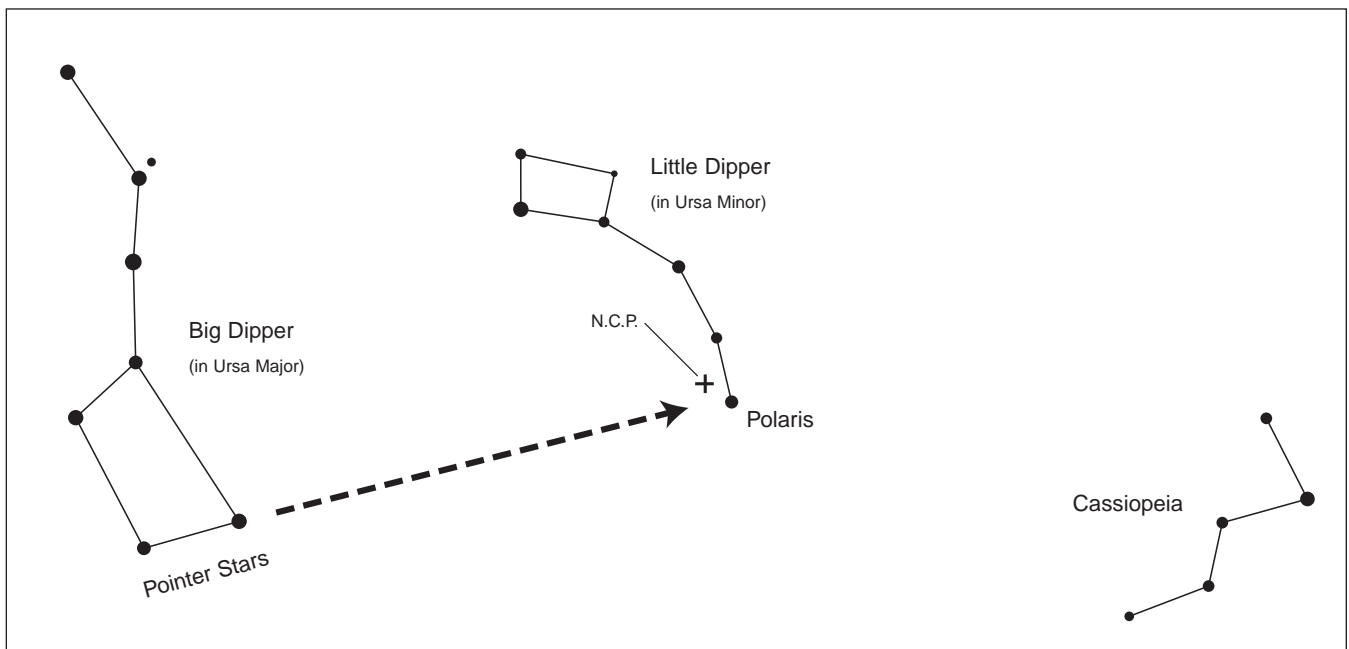 Little Dipper
(in Ursa Minor)
N.C.P.
Big Dipper
(in Ursa Major)
Polaris
Cassiopeia
Pointer Stars